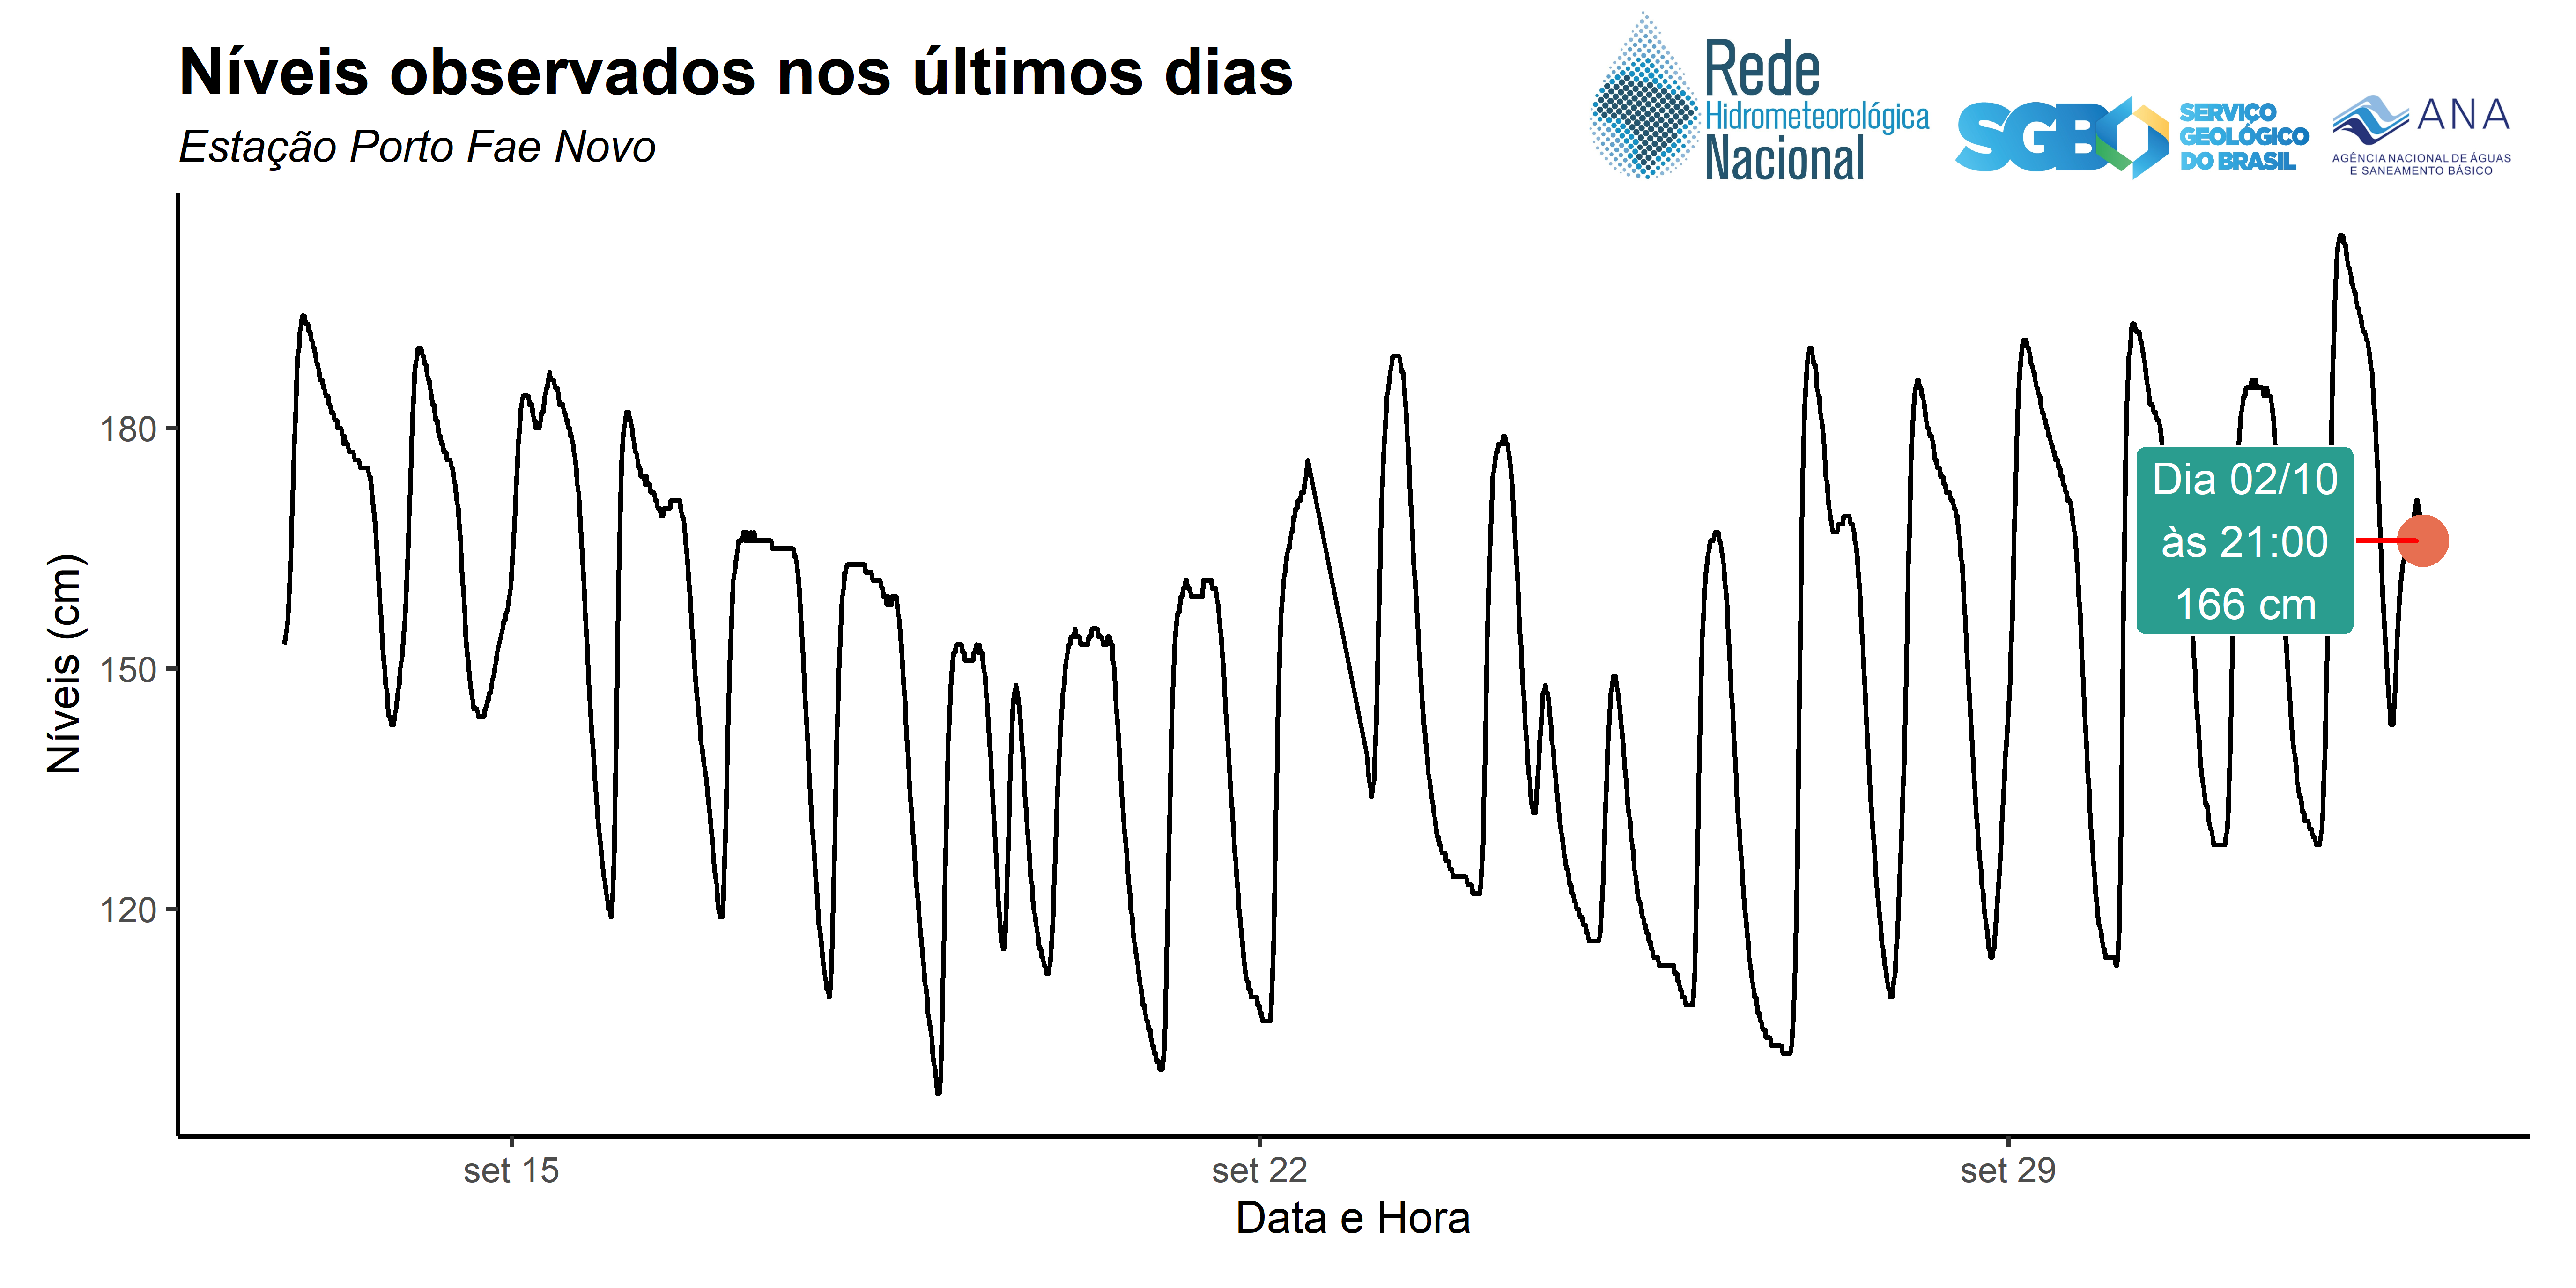 Níveis observados nos últimos dias
Estação Porto Fae Novo
Rede
Hidrometeorológica
Nacional
SGB
SERVIÇO
GEOLÓGICO
DO BRASIL
ANA
AGÊNCIA NACIONAL DE ÁGUAS
E SANEAMENTO BÁSICO
Níveis (cm)
180
150
120
Dia 02/10
às 21:00
166 cm
set 15
set 22
set 29
Data e Hora